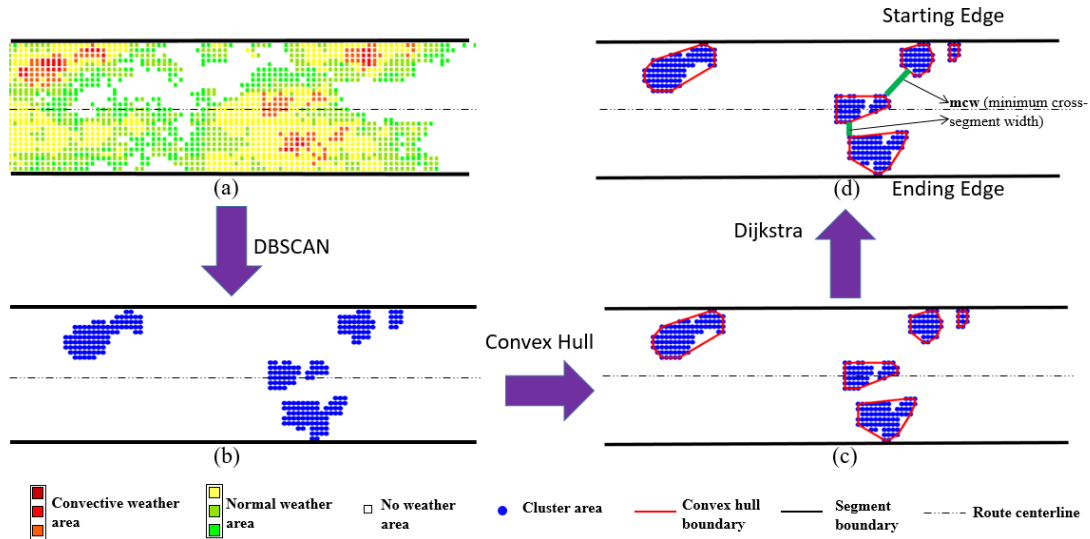 Starting Edge
mcw (minimum cross-
segment width)
(a)
(d)
Ending Edge
DBSCAN
Dijkstra
Convex Hull
(b)
(c)
Convective weather
area
Normal weather
area
No weather
area
Cluster area
Convex hull
boundary
Segment
boundary
Route centerline